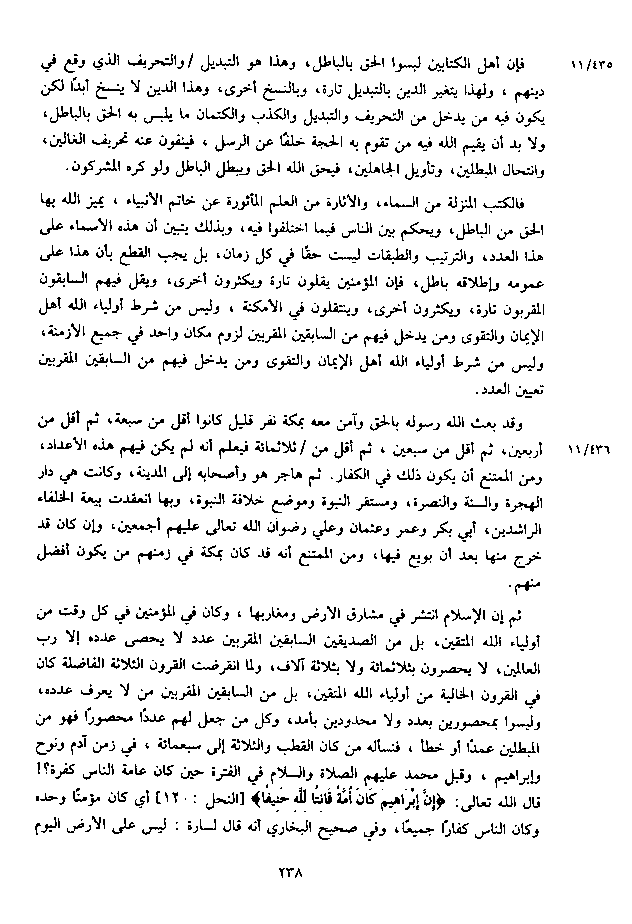 فإن أهل الكتابين لبسوا الحق بالباطل، وهذا هو التبديل / والتحريف الذي وقع في ١١/٤٣٥
دينهم ، ولهذا يتغير الدين بالتبديل تارة، وبالنسخ أخرى، وهذا الدين لا ينسخ أبدًا لكن
يكون فيه من يدخل من التحريف والتبديل والكذب والكتمان ما يلبس به الحق بالباطل،
ولا بد أن يقيم الله فيه من تقوم به الحجة خلفًا عن الرسل ، فينفون عنه تحريف الغالين،
وانتحال المبطلين، وتأويل الجاهلين، فيحق الله الحق ويبطل الباطل ولو كره المشركون.
فالكتب المنزلة من السماء، والأثارة من العلم المأثورة عن خاتم الأنبياء ، يميز الله بها
الحق من الباطل، ويحكم بين الناس فيما اختلفوا فيه، وبذلك يتبين أن هذه الأسماء على
هذا العدد، والترتيب والطبقات ليست حقًا في كل زمان، بل يجب القطع بأن هذا على
عمومه وإطلاقه باطل، فإن المؤمنين يقلون تارة ويكثرون أخرى، ويقل فيهم السابقون
المقربون تارة، ويكثرون أخرى، وينتقلون في الأمكنة ، وليس من شرط أولياء الله أهل
الإيمان والتقوى ومن يدخل فيهم من السابقين المقربين لزوم مكان واحد في جميع الأزمنة،
وليس من شرط أولياء الله أهل الإيمان والتقوى ومن يدخل فيهم من السابقين المقربين
تعيين العدد.
وقد بعث الله رسوله بالحق وآمن معه بمكة نفر قليل كانوا أقل من سبعة، ثم أقل من
أربعين، ثم أقل من سبعين ، ثم أقل من / ثلاثمائة فيعلم أنه لم يكن فيهم هذه الأعداد، ١١/٤٣٦
ومن الممتنع أن يكون ذلك في الكفار. ثم هاجر هو وأصحابه إلى المدينة، وكانت هي دار
الهجرة والسنة والنصرة، ومستقر النبوة وموضع خلافة النبوة، وبها انعقدت بيعة الخلفاء
الراشدين، أبي بكر وعمر وعثمان وعلي رضوان الله تعالى عليهم أجمعين، وإن كان قد
خرج منها بعد أن بويع فيها، ومن الممتنع أنه قد كان بمكة في زمنهم من يكون أفضل
منهم.
ثم إن الإسلام انتشر في مشارق الأرض ومغاربها ، وكان في المؤمنين في كل وقت من
أولياء الله المتقين، بل من الصديقين السابقين المقربين عدد لا يحصى عدده إلا رب
العالمين، لا يحصرون بثلاثمائة ولا بثلاثة آلاف، ولما انقرضت القرون الثلاثة الفاضلة كان
في القرون الخالية من أولياء الله المتقين، بل من السابقين المقربين من لا يعرف عدده،
وليسوا بمحصورين بعدد ولا محدودين بأمد، وكل من جعل لهم عددًا محصورًا فهو من
المبطلين عمدًا أو خطأ ، فنسأله من كان القطب والثلاثة إلى سبعمائة ، في زمن آدم ونوح
وإبراهيم ، وقبل محمد عليهم الصلاة والسلام في الفترة حين كان عامة الناس كفرة؟!
قال الله تعالى: ﴿إِنَّ إِبْرَاهِيمَ كَانَ أُمَّةً قَانِتًا لِلَّهِ حَنِيفًا﴾ [النحل : ١٢٠] أي كان مؤمنًا وحده
وكان الناس كفارًا جميعًا، وفي صحيح البخاري أنه قال لسارة : ليس على الأرض اليوم
٢٣٨